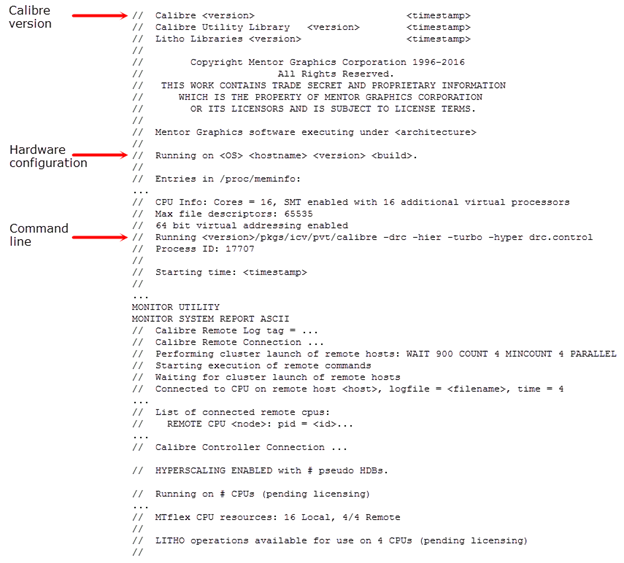 Calibre
version
// Calibre <version> <timestamp>
// Calibre Utility Library <version> <timestamp>
// Litho Libraries <version> <timestamp>
//
// Copyright Mentor Graphics Corporation 1996-2016
// All Rights Reserved.
// THIS WORK CONTAINS TRADE SECRET AND PROPRIETARY INFORMATION
// WHICH IS THE PROPERTY OF MENTOR GRAPHICS CORPORATION
// OR ITS LICENSORS AND IS SUBJECT TO LICENSE TERMS.
//
// Mentor Graphics software executing under <architecture>
//
Hardware
configuration
// Running on <OS> <hostname> <version> <build>.
//
// Entries in /proc/meminfo:
...
// CPU Info: Cores = 16, SMT enabled with 16 additional virtual processors
// Max file descriptors: 65535
// 64 bit virtual addressing enabled
Command
line
// Running <version>/pkgs/icv/pvt/calibre -drc -hier -turbo -hyper drc.control
// Process ID: 17707
//
// Starting time: <timestamp>
//
...
MONITOR UTILITY
MONITOR SYSTEM REPORT ASCII
// Calibre Remote Log tag = ...
// Calibre Remote Connection ...
// Performing cluster launch of remote hosts: WAIT 900 COUNT 4 MINCOUNT 4 PARALLEL
// Starting execution of remote commands
// Waiting for cluster launch of remote hosts
// Connected to CPU on remote host <host>, logfile = <filename>, time = 4
...
// List of connected remote cpus:
// REMOTE CPU <node>: pid = <id>...
...
// Calibre Controller Connection ...
// HYPERSCALING ENABLED with # pseudo HDBs.
// Running on # CPUs (pending licensing)
...
// MTflex CPU resources: 16 Local, 4/4 Remote
//
// LITHO operations available for use on 4 CPUs (pending licensing)
//